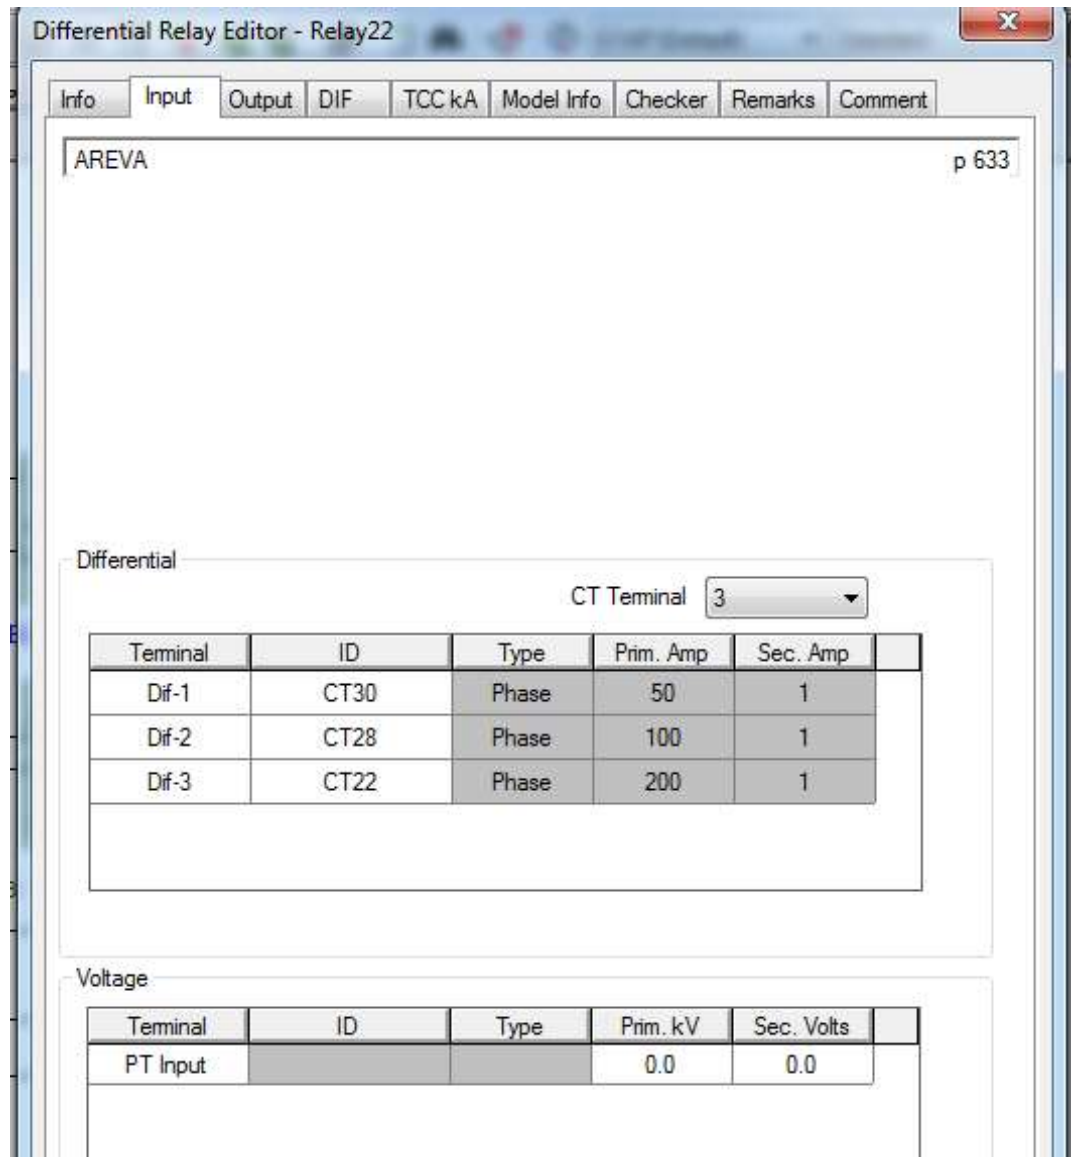 Differential Relay Editor - Relay22
Info Input Output DIF TCC kA Model Info Checker Remarks Comment
AREVA p 633
Differential
CT Terminal 3
Terminal ID Type Prim. Amp Sec. Amp
Dif-1 CT30 Phase 50 1
Dif-2 CT28 Phase 100 1
Dif-3 CT22 Phase 200 1
Voltage
Terminal ID Type Prim. kV Sec. Volts
PT Input 0.0 0.0